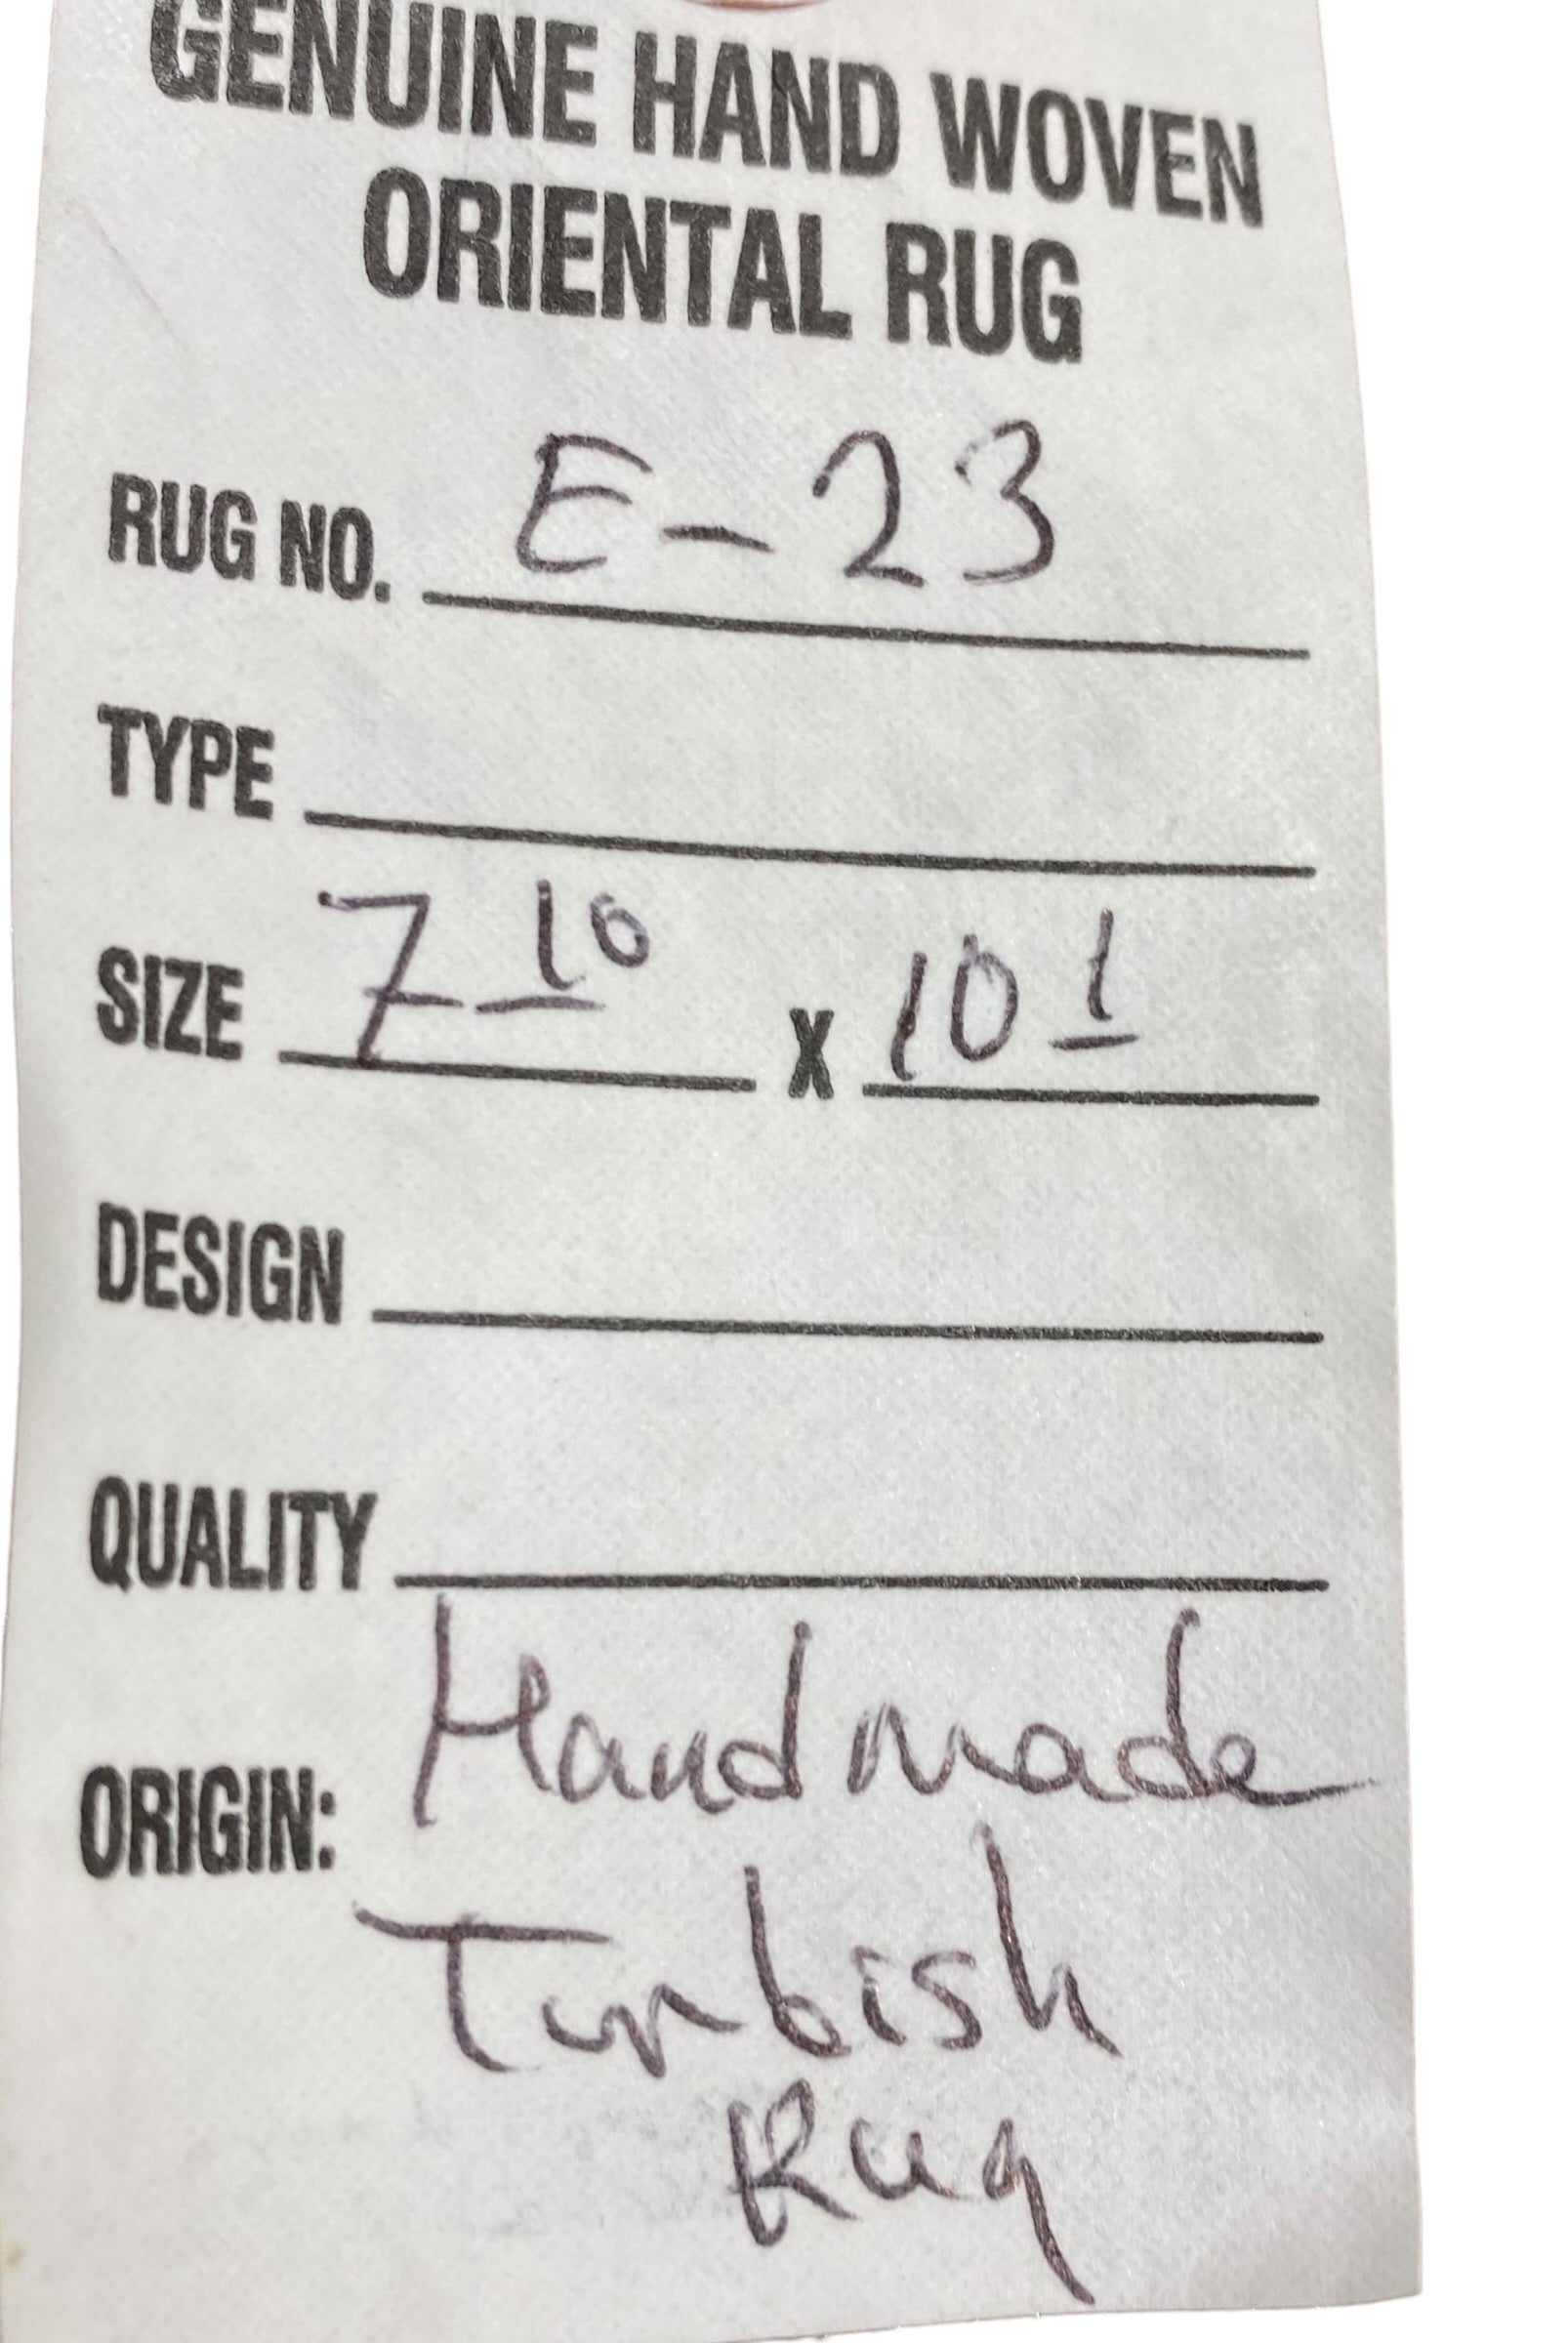 GENUINE HAND WOVEN
ORIENTAL RUG
RUG NO. E-23
TYPE
SIZE 7 10 X 10 1
DESIGN
QUALITY
ORIGIN: Handmade
Turkish
Rug